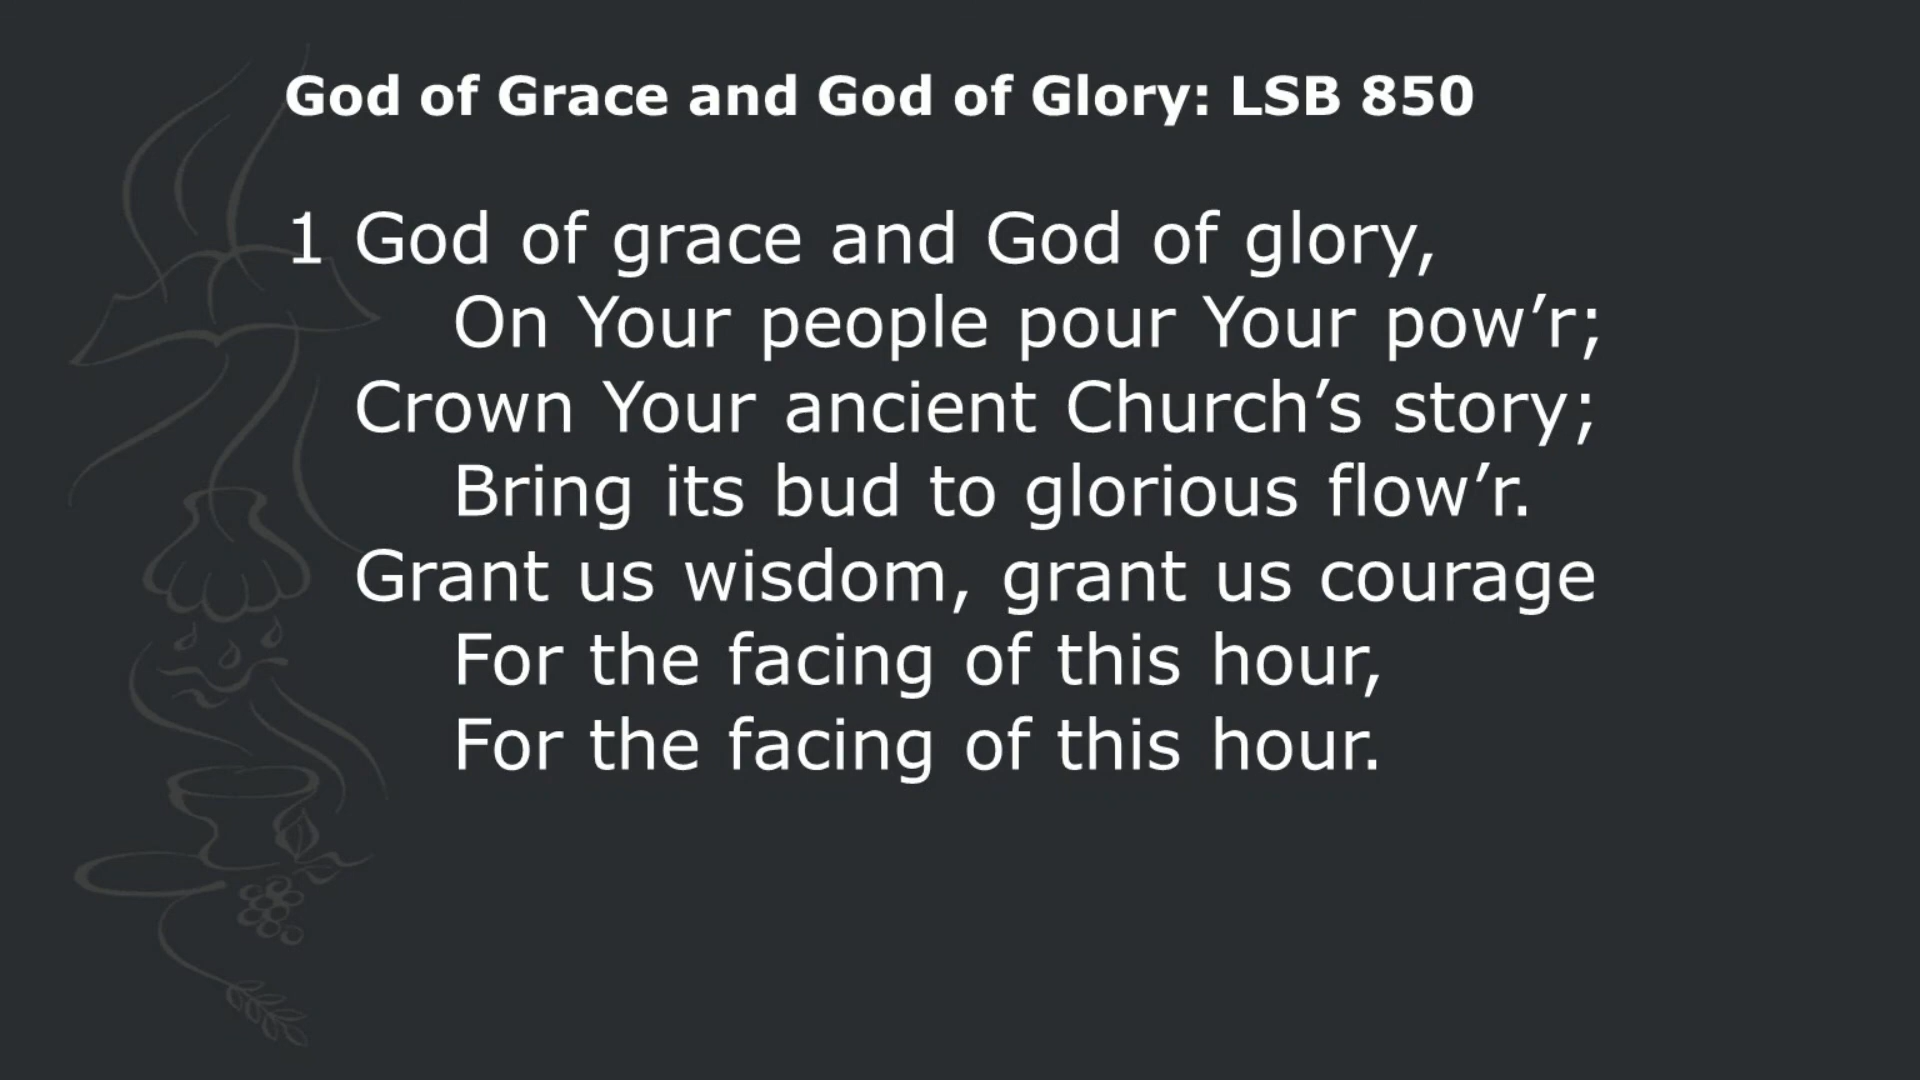 God of Grace and God of Glory: LSB 850
1 God of grace and God of glory,
On Your people pour Your pow’r;
Crown Your ancient Church’s story;
Bring its bud to glorious flow’r.
Grant us wisdom, grant us courage
For the facing of this hour,
For the facing of this hour.